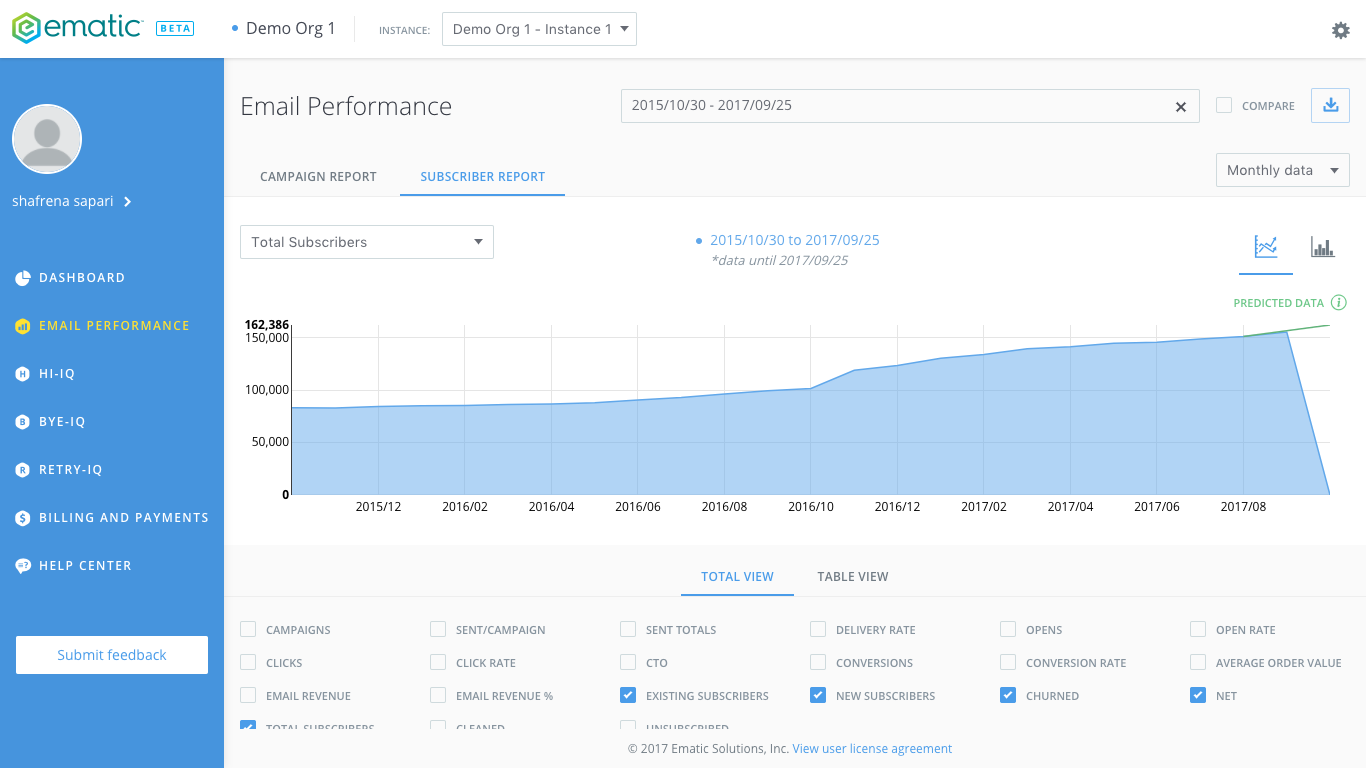 ematic BETA
Demo Org 1
INSTANCE:
Demo Org 1 - Instance 1
shafrena sapari
DASHBOARD
EMAIL PERFORMANCE
HI-IQ
BYE-IQ
RETRY-IQ
BILLING AND PAYMENTS
HELP CENTER
Submit feedback
Email Performance
2015/10/30 - 2017/09/25
COMPARE
CAMPAIGN REPORT
SUBSCRIBER REPORT
Monthly data
Total Subscribers
2015/10/30 to 2017/09/25
*data until 2017/09/25
PREDICTED DATA
162,386
150,000
100,000
50,000
0
2015/12 2016/02 2016/04 2016/06 2016/08 2016/10 2016/12 2017/02 2017/04 2017/06 2017/08
TOTAL VIEW TABLE VIEW
CAMPAIGNS SENT/CAMPAIGN SENT TOTALS DELIVERY RATE OPENS OPEN RATE
CLICKS CLICK RATE CTO CONVERSIONS CONVERSION RATE AVERAGE ORDER VALUE
EMAIL REVENUE EMAIL REVENUE % EXISTING SUBSCRIBERS NEW SUBSCRIBERS CHURNED NET
TOTAL SUBSCRIBERS CLEANED UNSUBSCRIBED
© 2017 Ematic Solutions, Inc. View user license agreement